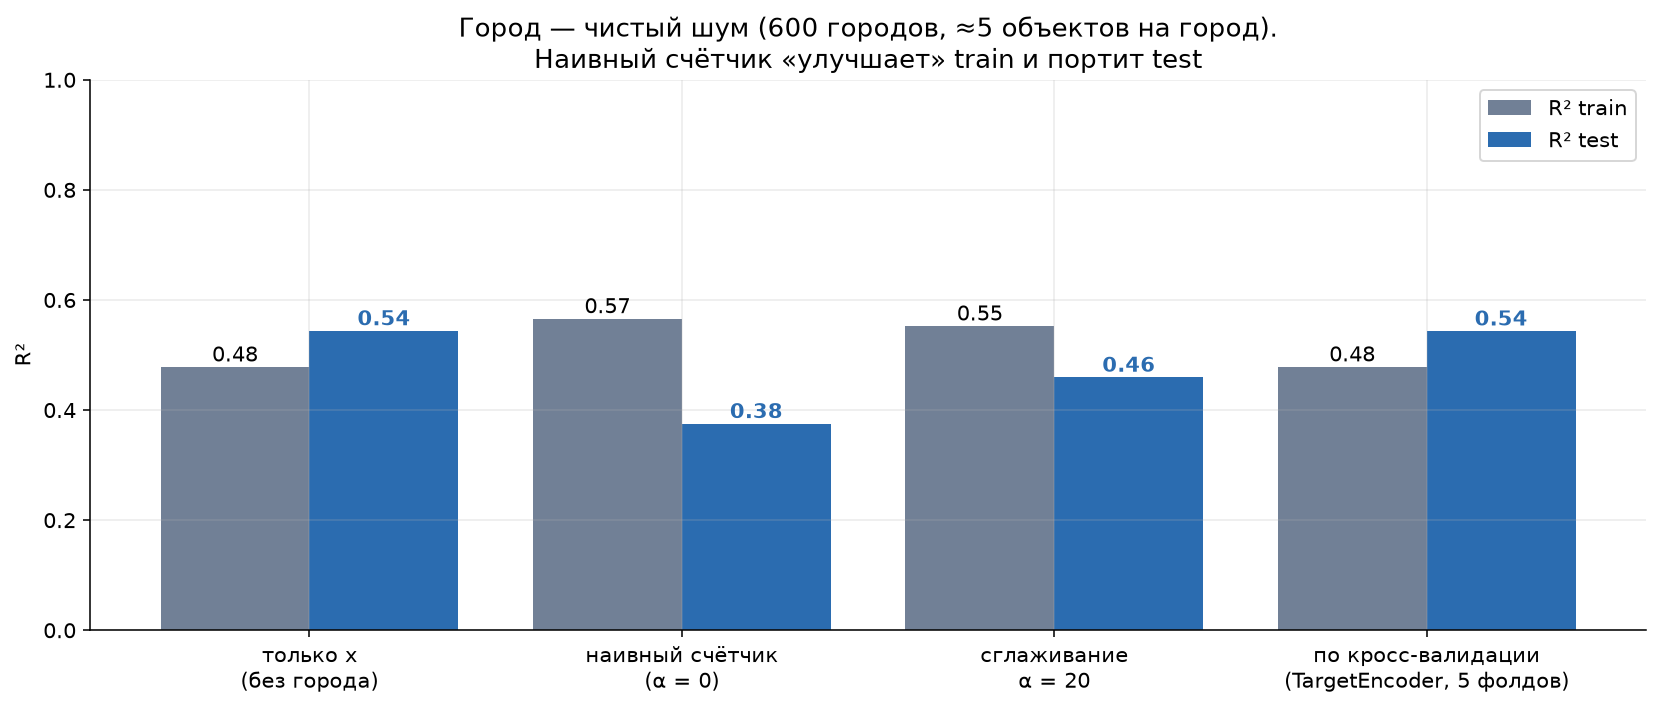 Город — чистый шум (600 городов, ≈5 объектов на город).
Наивный счётчик «улучшает» train и портит test
R² train
R² test
R²
1.0
0.8
0.6
0.4
0.2
0.0
0.48
0.54
0.57
0.38
0.55
0.46
0.48
0.54
только x
(без города)
наивный счётчик
(α = 0)
сглаживание
α = 20
по кросс-валидации
(TargetEncoder, 5 фолдов)